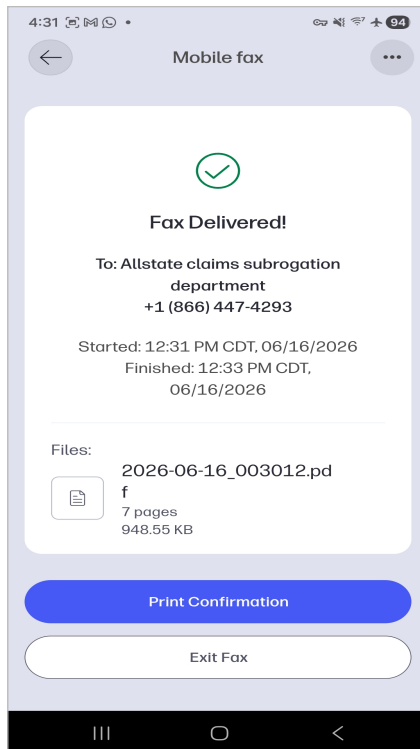 4:31
94
Mobile fax
Fax Delivered!
To: Allstate claims subrogation
department
+1 (866) 447-4293
Started: 12:31 PM CDT, 06/16/2026
Finished: 12:33 PM CDT,
06/16/2026
Files:
2026-06-16_003012.pd
f
7 pages
948.55 KB
Print Confirmation
Exit Fax